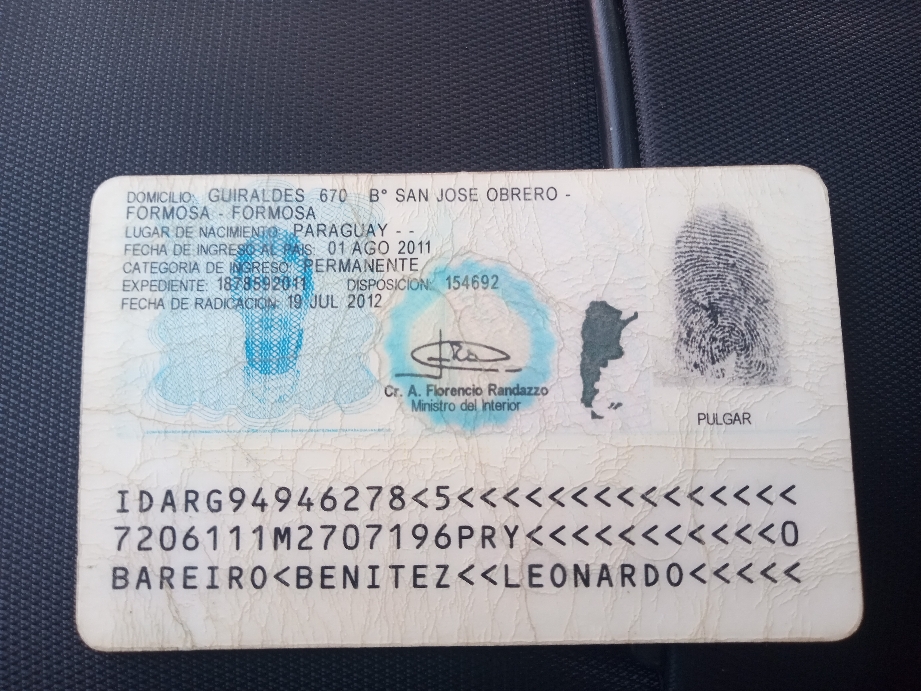 DOMICILIO: GUIRALDES 670 B° SAN JOSE OBRERO -
FORMOSA - FORMOSA
LUGAR DE NACIMIENTO: PARAGUAY - -
FECHA DE INGRESO AL PAIS: 01 AGO 2011
CATEGORIA DE INGRESO: PERMANENTE
EXPEDIENTE: 1878592011 DISPOSICION: 154692
FECHA DE RADICACION: 19 JUL 2012
Cr. A. Florencio Randazzo
Ministro del Interior
PULGAR
IDARG94946278<5<<<<<<<<<<<<<<<
7206111M2707196PRY<<<<<<<<<<<0
BAREIRO<BENITEZ<<LEONARDO<<<<<